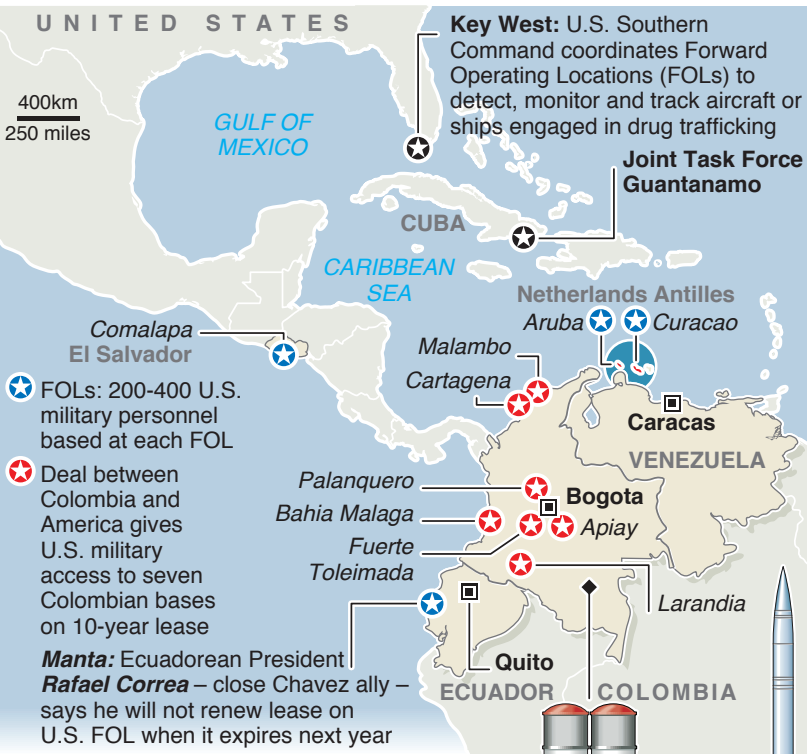 UNITED STATES
Key West: U.S. Southern
Command coordinates Forward
Operating Locations (FOLs) to
detect, monitor and track aircraft or
ships engaged in drug trafficking
400km
250 miles
GULF OF
MEXICO
Joint Task Force
Guantanamo
CUBA
CARIBBEAN
SEA
Netherlands Antilles
Aruba
Curacao
Comalapa
El Salvador
Malambo
Cartagena
FOLs: 200-400 U.S.
military personnel
based at each FOL
Caracas
VENEZUELA
Deal between
Colombia and
America gives
U.S. military
access to seven
Colombian bases
on 10-year lease
Palanquero
Bogota
Bahia Malaga
Apiay
Fuerte
Toleimada
Larandia
Manta: Ecuadorean President
Rafael Correa – close Chavez ally –
says he will not renew lease on
U.S. FOL when it expires next year
Quito
ECUADOR
COLOMBIA